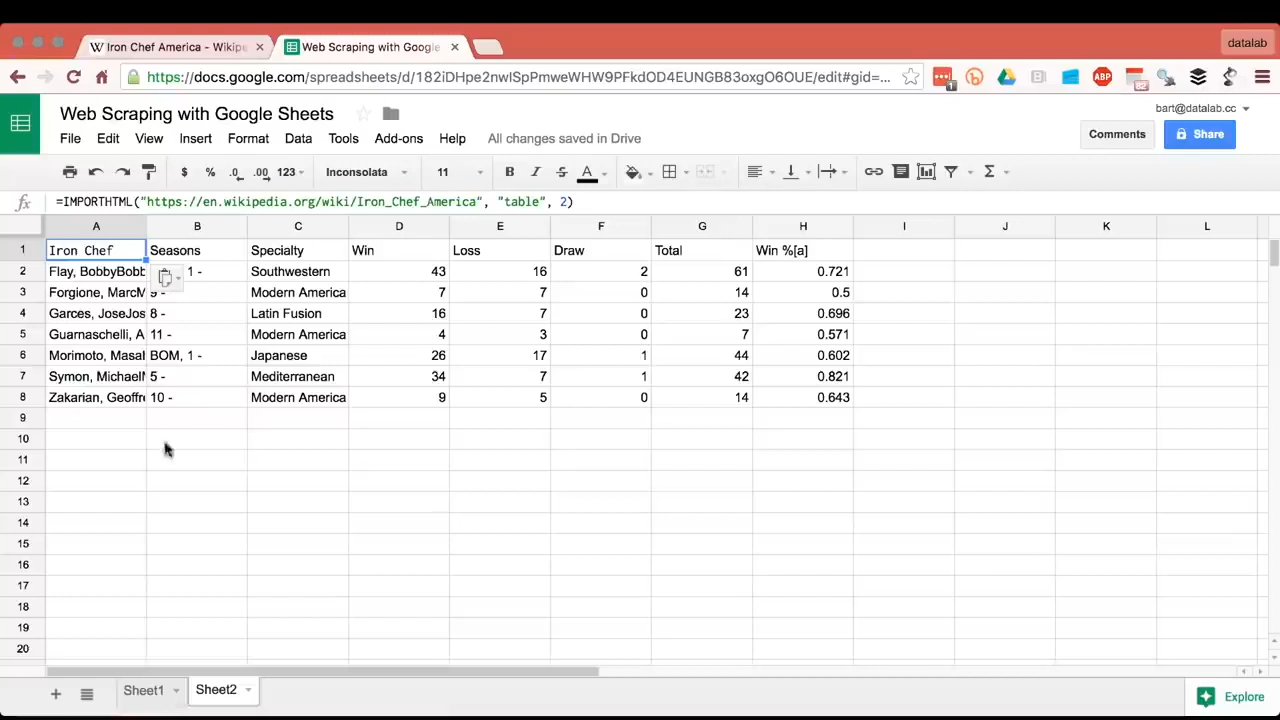 datalab
W Iron Chef America - Wikipe × Web Scraping with Google ×
https://docs.google.com/spreadsheets/d/182iDHpe2nwlSpPmweWHW9PFkdOD4EUNGB83oxgO6OUE/edit#gid=... 1 ABP 82
Web Scraping with Google Sheets bart@datalab.cc
File Edit View Insert Format Data Tools Add-ons Help All changes saved in Drive Comments Share
$ % .0 .00 123 Inconsolata 11 B I S A Σ
fx =IMPORTHTML("https://en.wikipedia.org/wiki/Iron_Chef_America", "table", 2)
A B C D E F G H I J K L
1 Iron Chef Seasons Specialty Win Loss Draw Total Win %[a]
2 Flay, BobbyBobb 1 - Southwestern 43 16 2 61 0.721
3 Forgione, MarcM 9 - Modern America 7 7 0 14 0.5
4 Garces, JoseJos 8 - Latin Fusion 16 7 0 23 0.696
5 Guarnaschelli, A 11 - Modern America 4 3 0 7 0.571
6 Morimoto, Masah BOM, 1 - Japanese 26 17 1 44 0.602
7 Symon, MichaelM 5 - Mediterranean 34 7 1 42 0.821
8 Zakarian, Geoffre 10 - Modern America 9 5 0 14 0.643
9
10
11
12
13
14
15
16
17
18
19
20
+ Sheet1 Sheet2 Explore